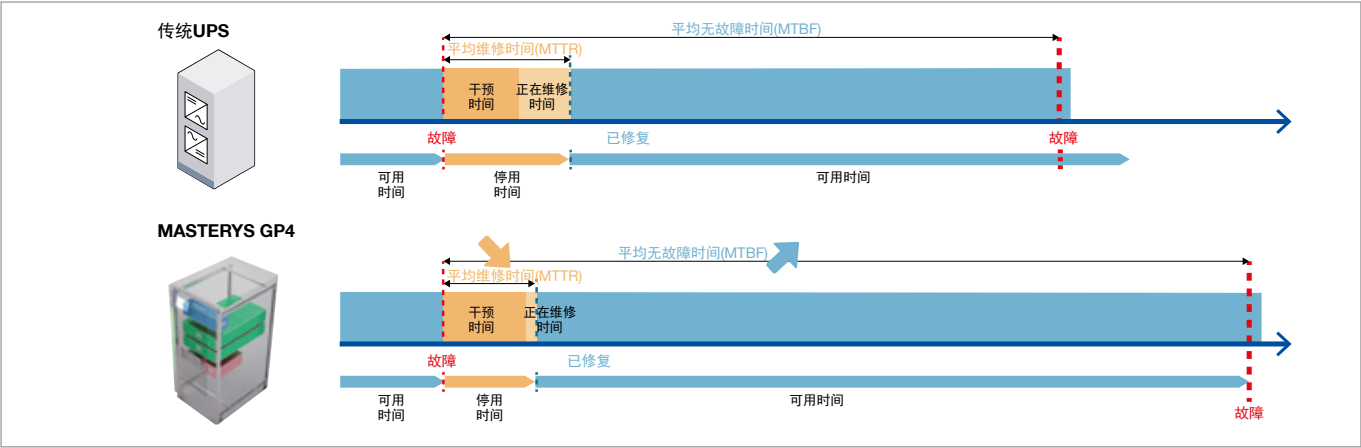 传统UPS
平均无故障时间(MTBF)
平均维修时间(MTTR)
干预
时间
正在维修
时间
故障
已修复
故障
可用
时间
停用
时间
可用时间
MASTERYS GP4
平均无故障时间(MTBF)
平均维修时间(MTTR)
干预
时间
正在维修
时间
故障
已修复
可用
时间
停用
时间
可用时间
故障